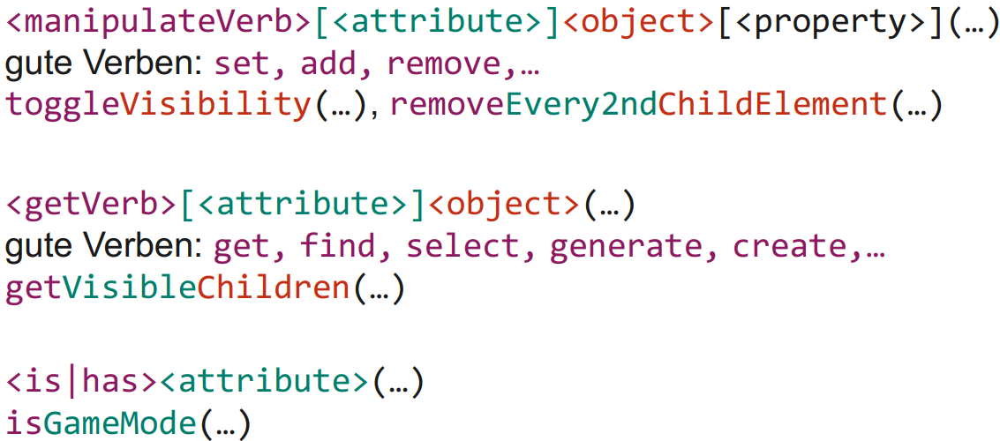 <manipulateVerb>[<attribute>]<object>[<property>](…)
gute Verben: set, add, remove,…
toggleVisibility(…), removeEvery2ndChildElement(…)
<getVerb>[<attribute>]<object>(…)
gute Verben: get, find, select, generate, create,…
getVisibleChildren(…)
<is|has><attribute>(…)
isGameMode(…)